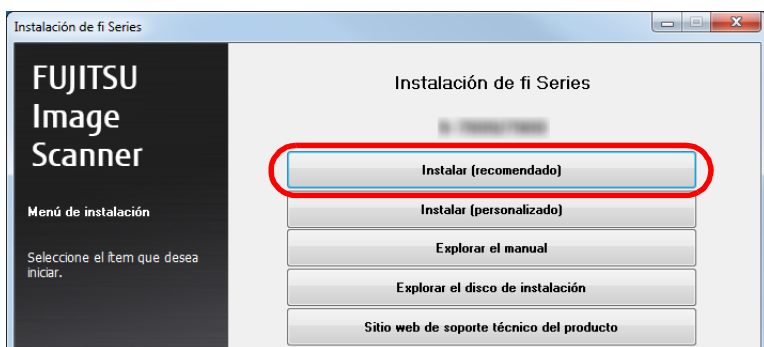 Instalación de fi Series
FUJITSU
Image
Scanner
Menú de instalación
Seleccione el ítem que desea
iniciar.
Instalación de fi Series
Instalar (recomendado)
Instalar (personalizado)
Explorar el manual
Explorar el disco de instalación
Sitio web de soporte técnico del producto